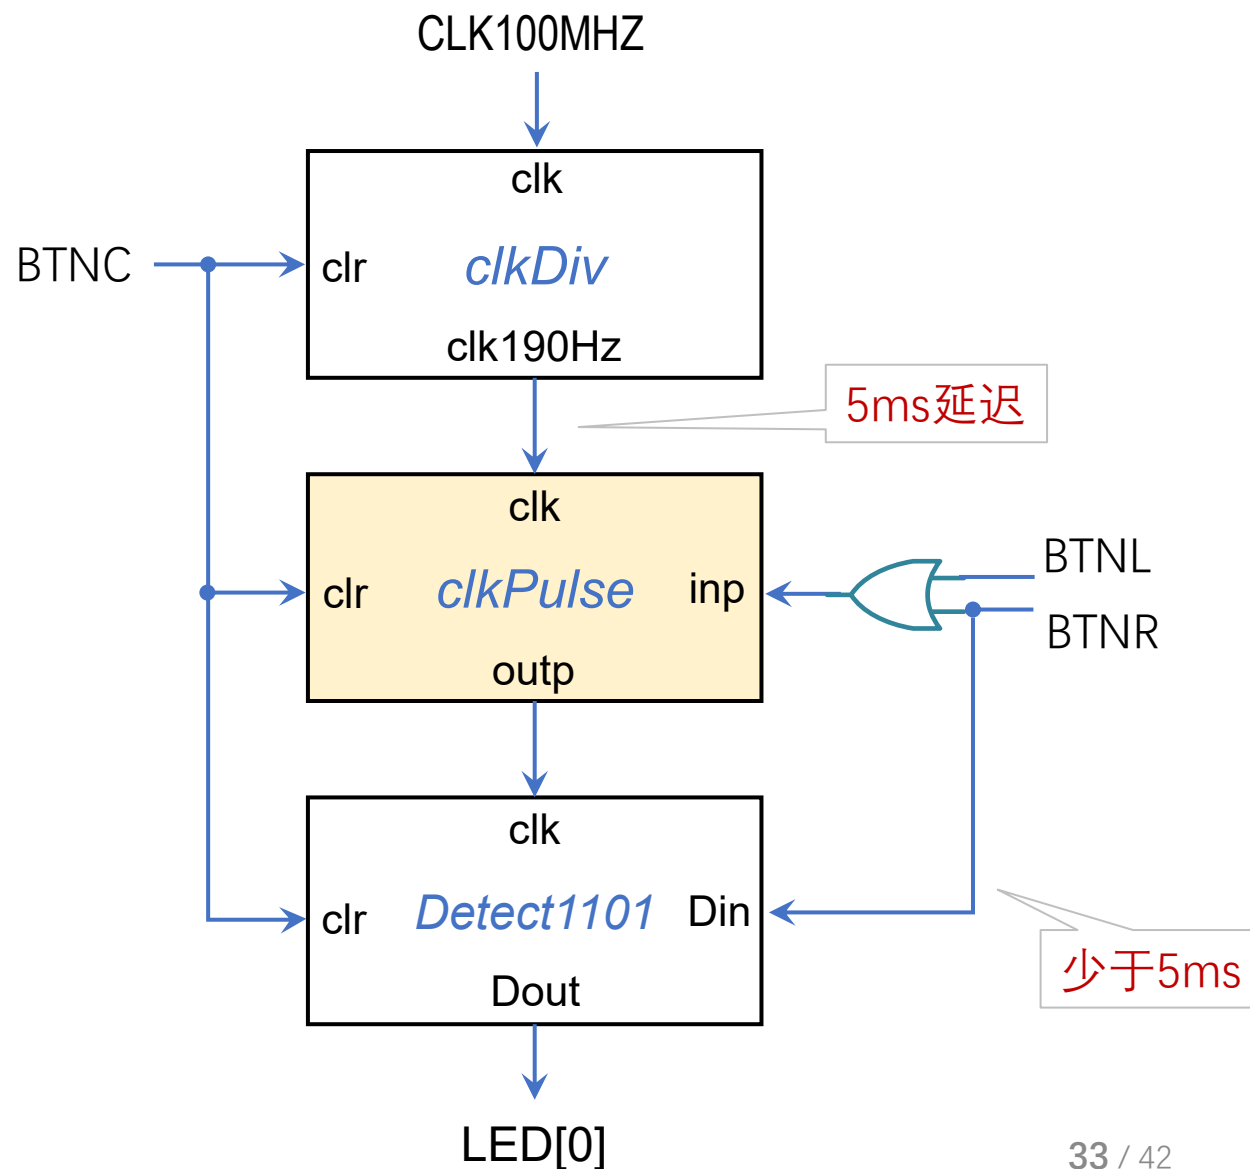 CLK100MHZ
clk
BTNC
clr
clkDiv
clk190Hz
5ms延迟
clk
clr
clkPulse
inp
BTNL
BTNR
outp
clk
clr
Detect1101
Din
少于5ms
Dout
LED[0]
33 / 42